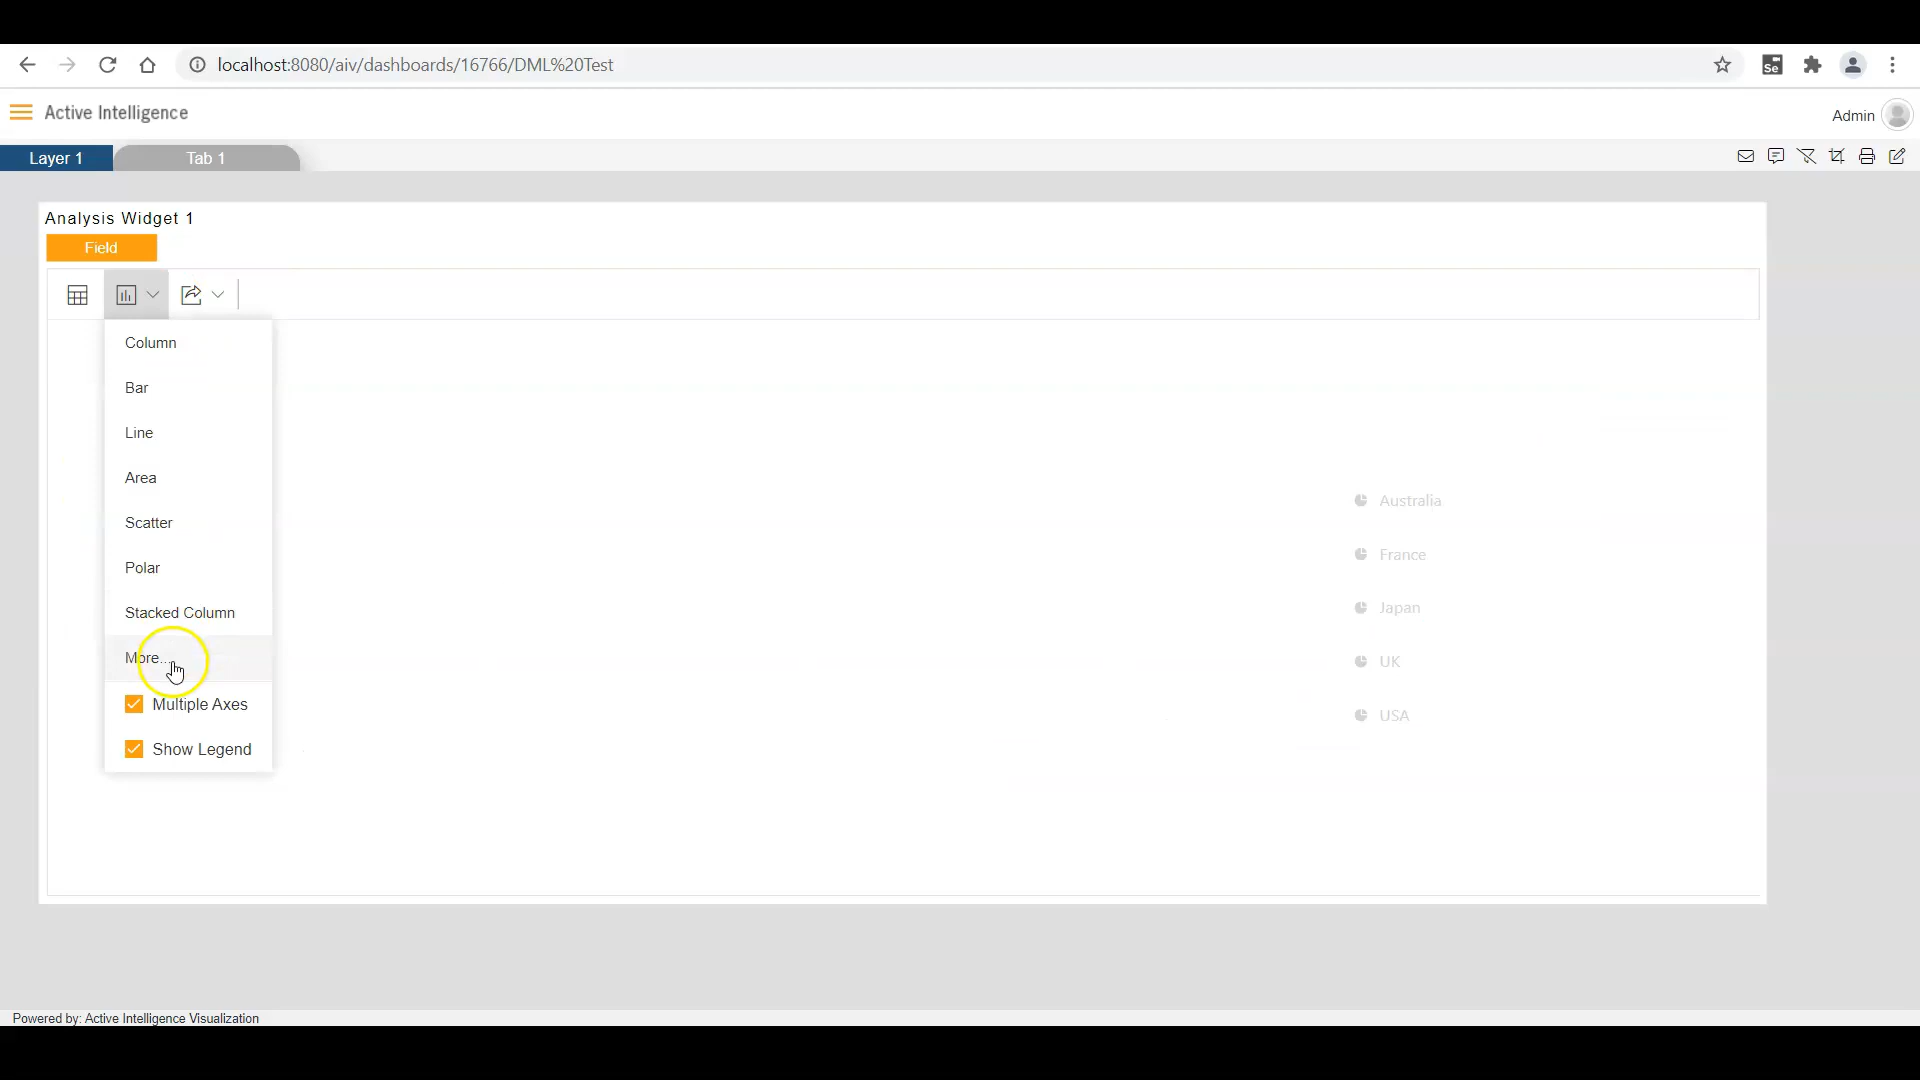 localhost:8080/aiv/dashboards/16766/DML%20Test
Se
Active Intelligence
Admin
Layer 1
Tab 1
Analysis Widget 1
Field
Column
Bar
Line
Area
Scatter
Polar
Stacked Column
More...
Multiple Axes
Show Legend
Australia
France
Japan
UK
USA
Powered by: Active Intelligence Visualization